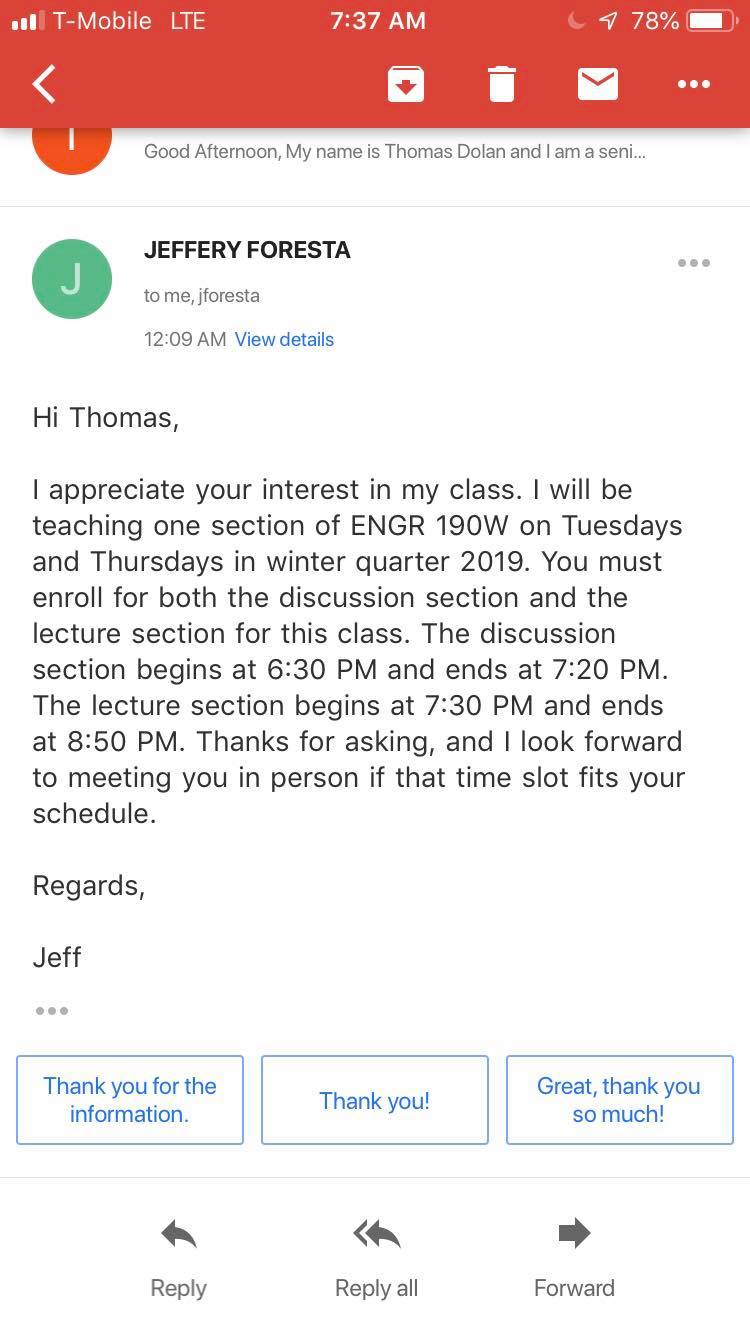 T-Mobile LTE 7:37 AM 78%
Good Afternoon, My name is Thomas Dolan and I am a seni...
J
JEFFERY FORESTA
to me, jforesta
12:09 AM View details
Hi Thomas,
I appreciate your interest in my class. I will be
teaching one section of ENGR 190W on Tuesdays
and Thursdays in winter quarter 2019. You must
enroll for both the discussion section and the
lecture section for this class. The discussion
section begins at 6:30 PM and ends at 7:20 PM.
The lecture section begins at 7:30 PM and ends
at 8:50 PM. Thanks for asking, and I look forward
to meeting you in person if that time slot fits your
schedule.
Regards,
Jeff
Thank you for the
information.
Thank you!
Great, thank you
so much!
Reply Reply all Forward